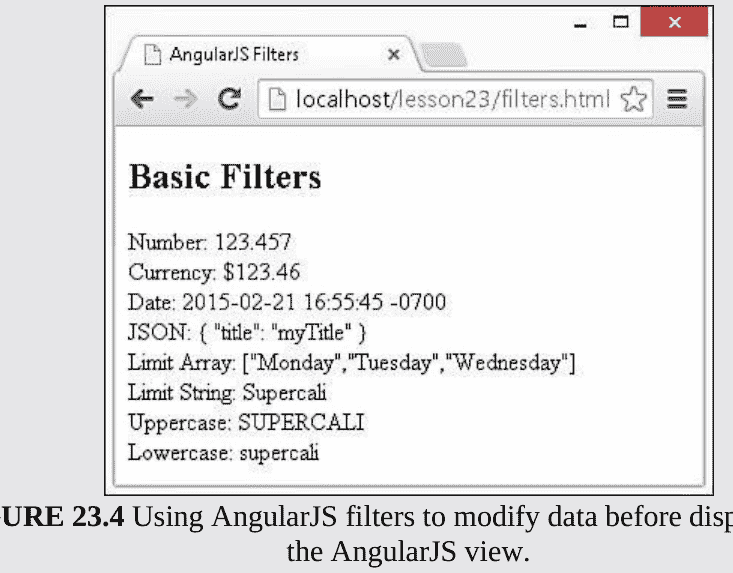 AngularJS Filters
localhost/lesson23/filters.html
Basic Filters
Number: 123.457
Currency: $123.46
Date: 2015-02-21 16:55:45 -0700
JSON: { "title": "myTitle" }
Limit Array: ["Monday","Tuesday","Wednesday"]
Limit String: Supercali
Uppercase: SUPERCALI
Lowercase: supercali
URE 23.4 Using AngularJS filters to modify data before disp
the AngularJS view.